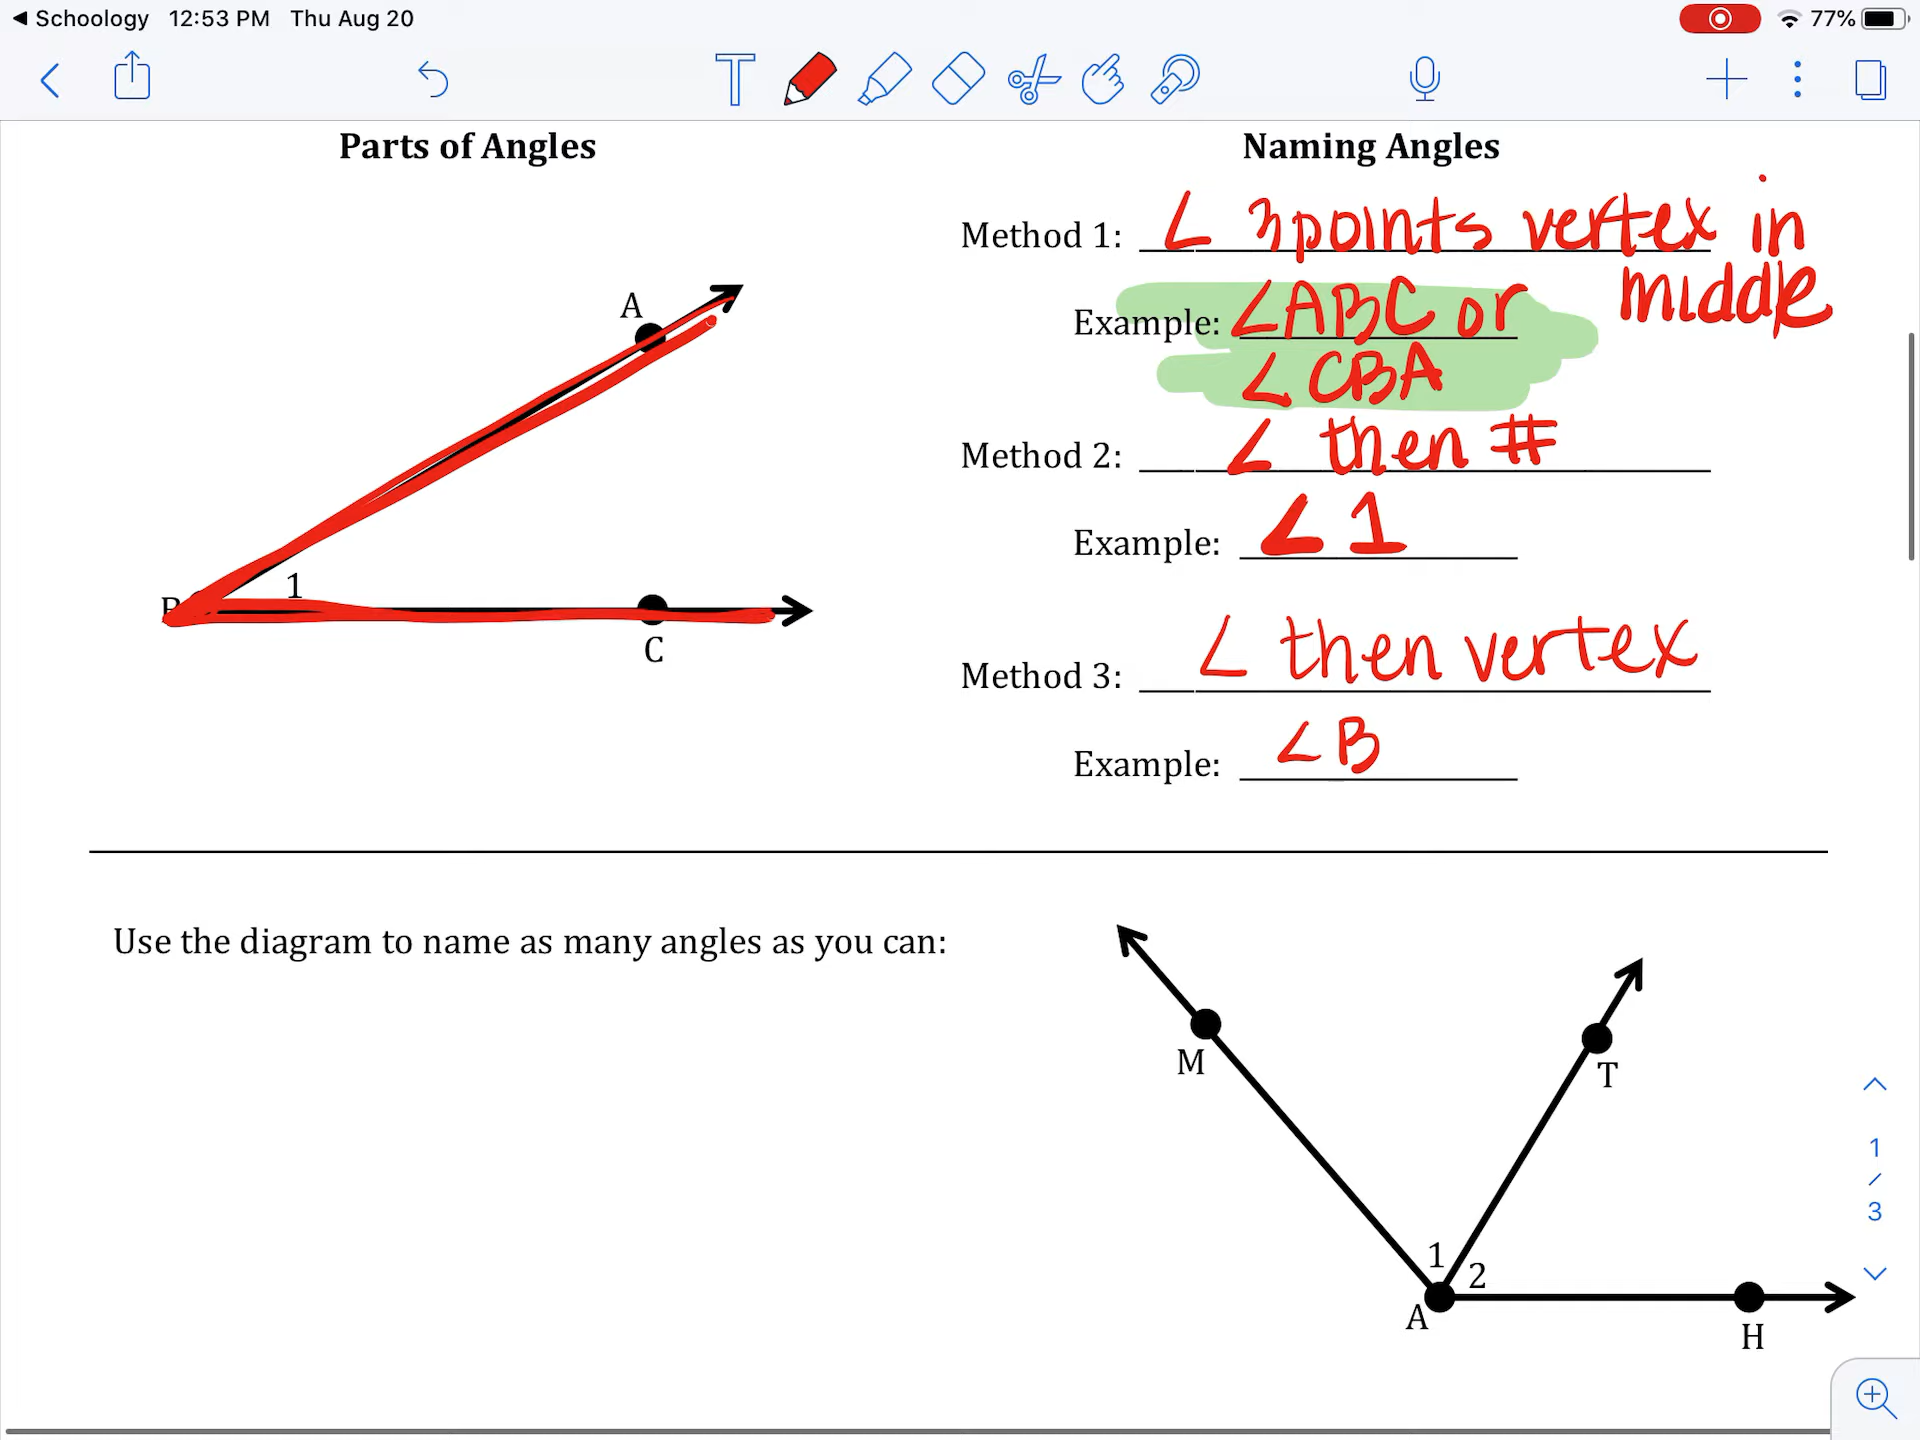 Schoology 12:53 PM Thu Aug 20 77%
T
Parts of Angles
A
B
1
C
Naming Angles
Method 1: ∠ 3 points vertex in
middle
Example: ∠ABC or
∠CBA
Method 2: ∠ then #
Example: ∠1
Method 3: ∠ then vertex
Example: ∠B
Use the diagram to name as many angles as you can:
M
T
1
2
A
H
1
/
3